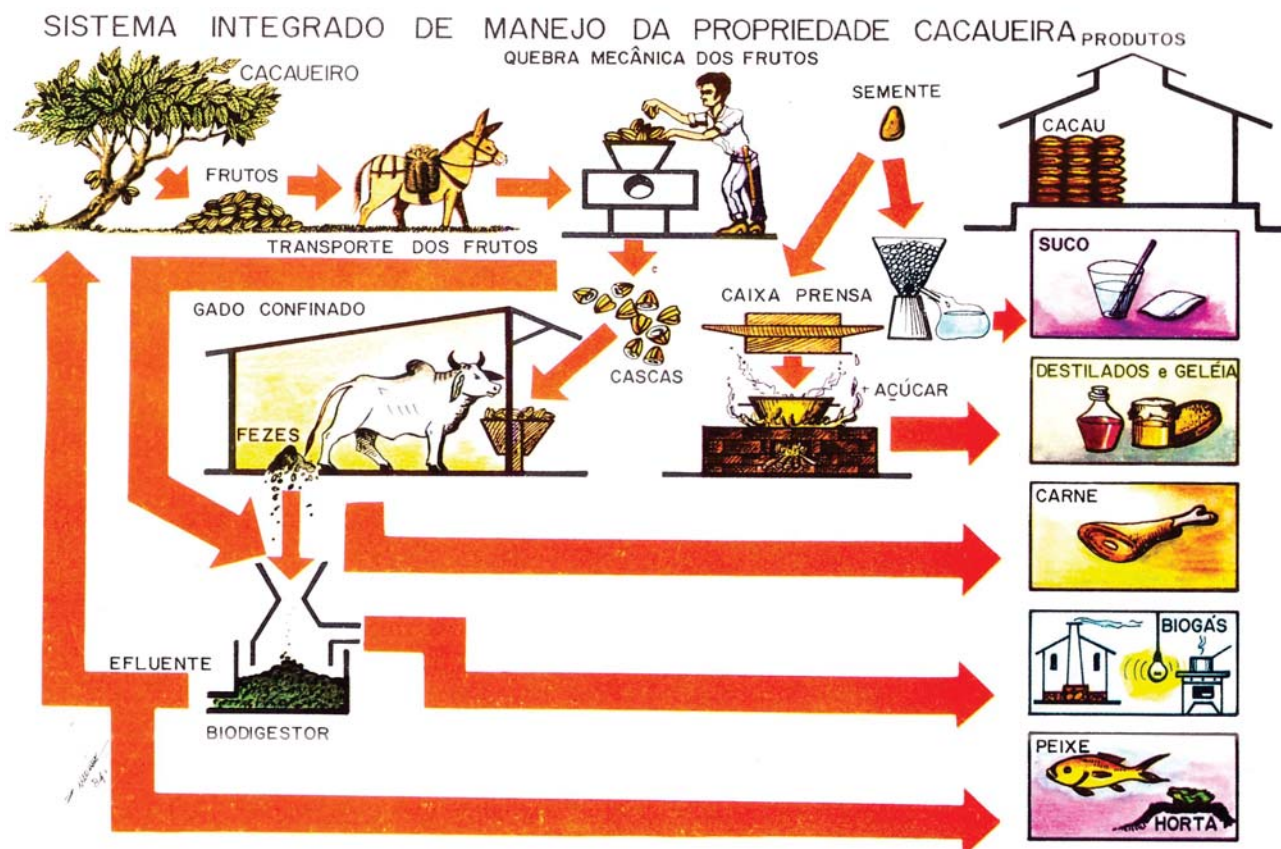 SISTEMA INTEGRADO DE MANEJO DA PROPRIEDADE CACAUEIRA
PRODUTOS
CACAUEIRO
QUEBRA MECÂNICA DOS FRUTOS
SEMENTE
CACAU
FRUTOS
TRANSPORTE DOS FRUTOS
SUCO
GADO CONFINADO
CAIXA PRENSA
CASCAS
+ AÇÚCAR
DESTILADOS e GELÉIA
FEZES
CARNE
BIOGÁS
EFLUENTE
BIODIGESTOR
PEIXE
HORTA